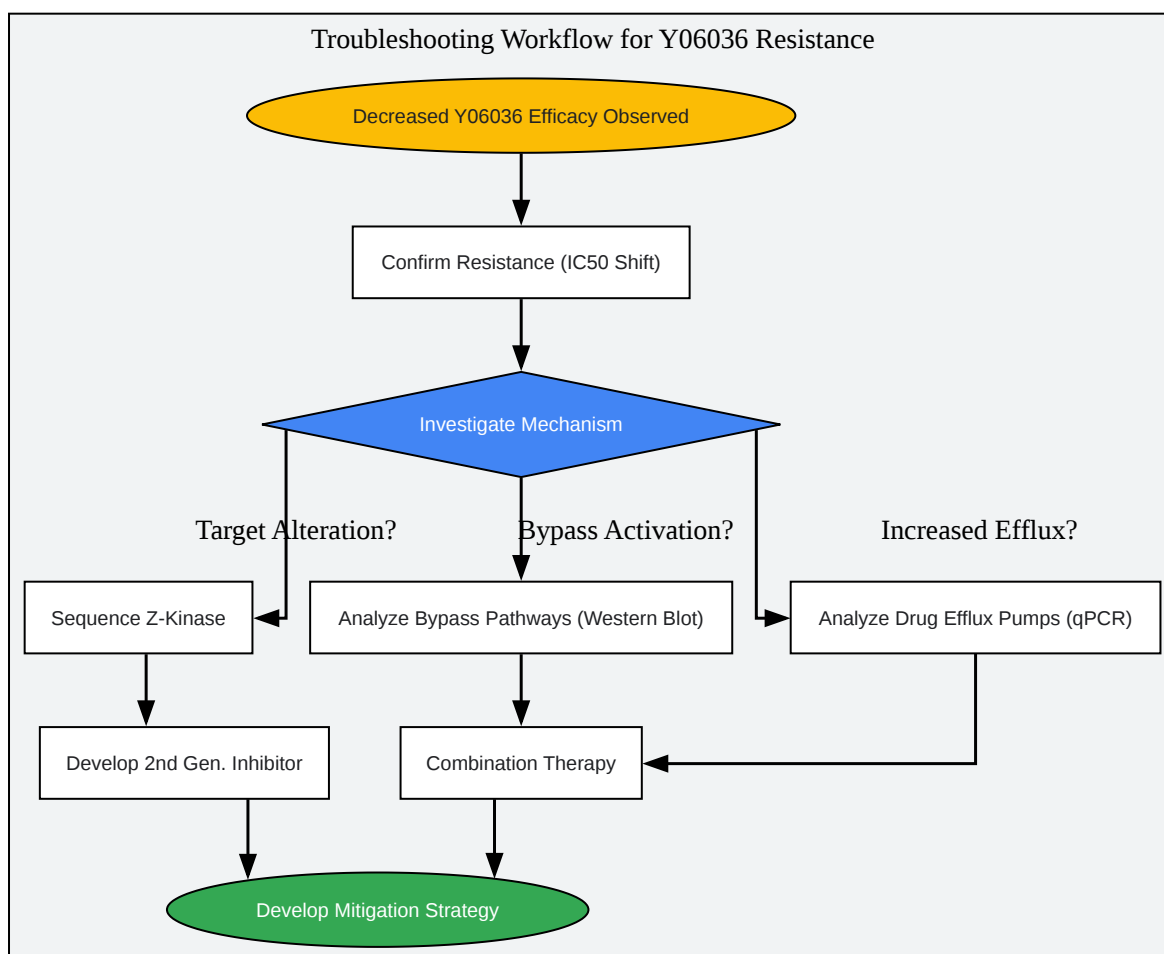 Troubleshooting Workflow for Y06036 Resistance
Decreased Y06036 Efficacy Observed
Confirm Resistance (IC50 Shift)
Investigate Mechanism
Target Alteration?
Bypass Activation?
Increased Efflux?
Sequence Z-Kinase
Analyze Bypass Pathways (Western Blot)
Analyze Drug Efflux Pumps (qPCR)
Develop 2nd Gen. Inhibitor
Combination Therapy
Develop Mitigation Strategy